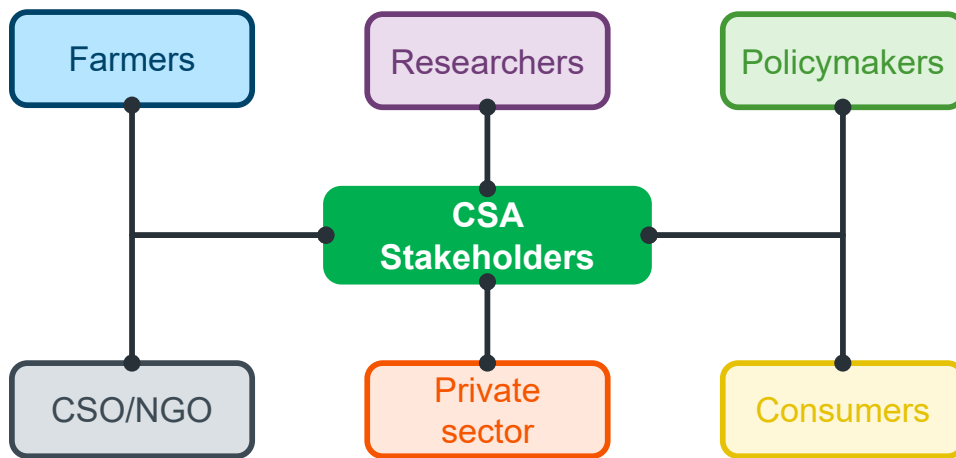 Farmers
Researchers
Policymakers
CSA
Stakeholders
CSO/NGO
Private
sector
Consumers